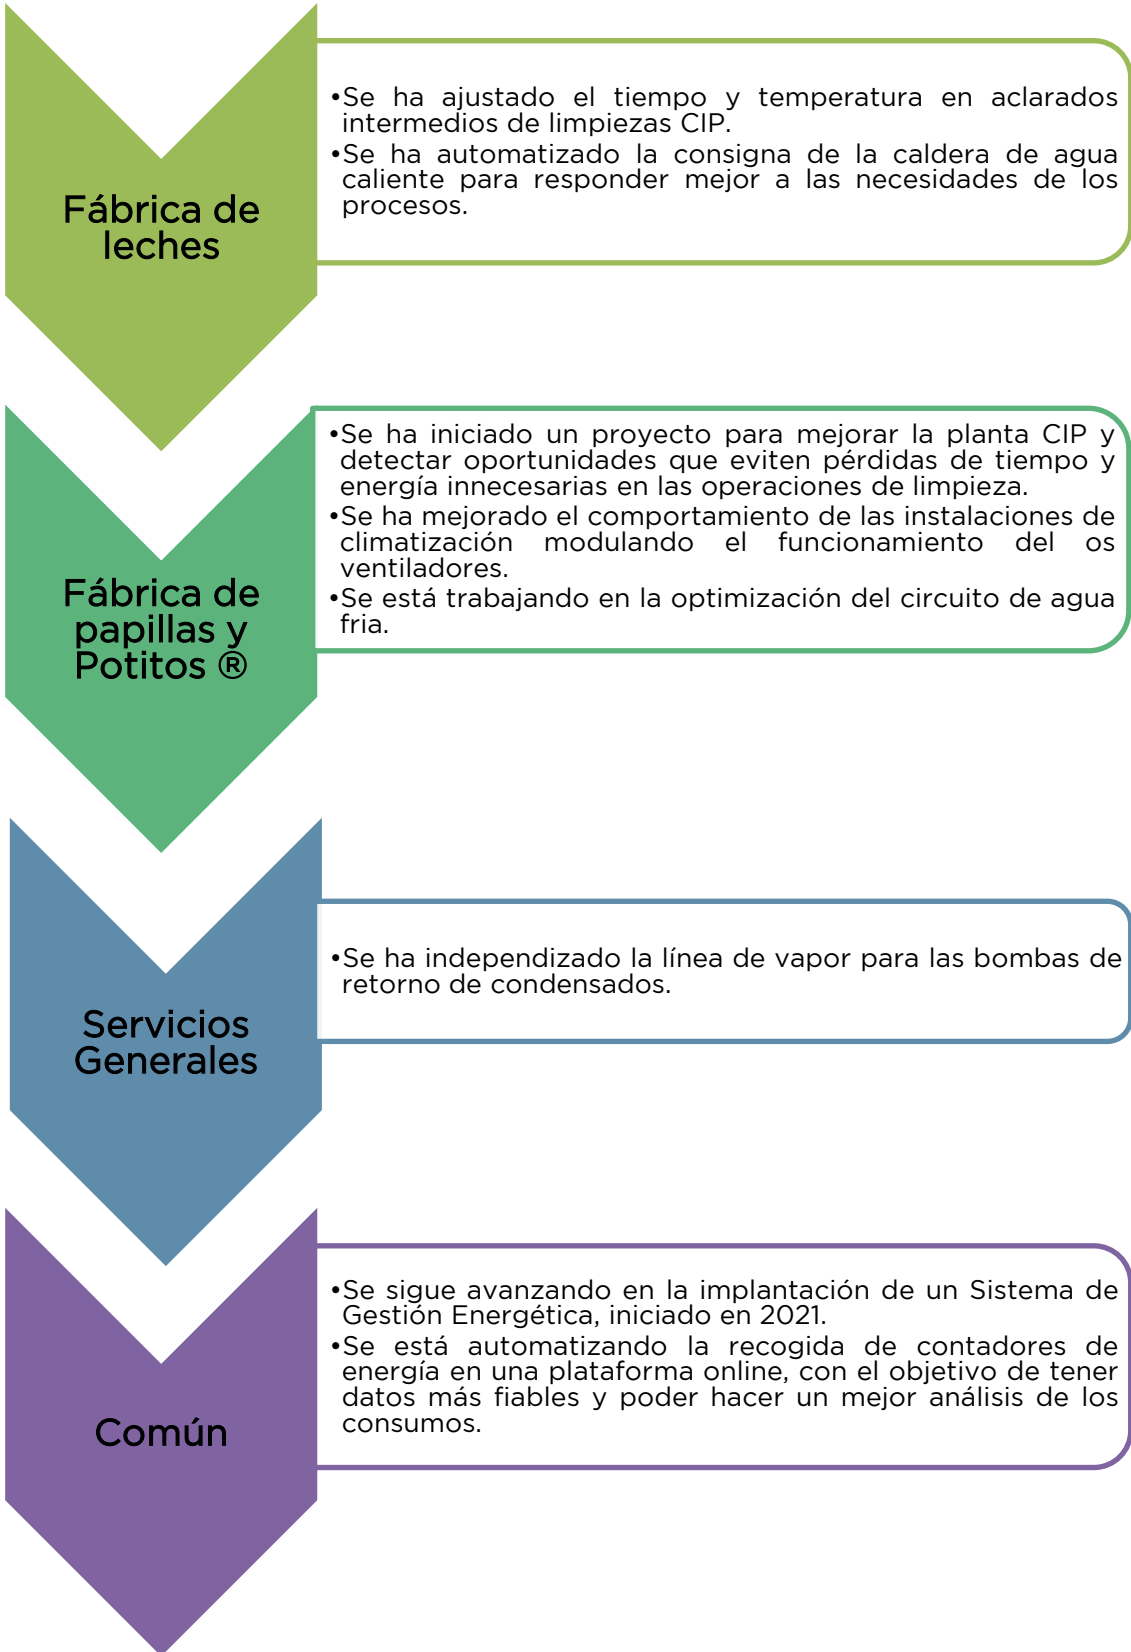 Fábrica de
leches
•Se ha ajustado el tiempo y temperatura en aclarados
intermedios de limpiezas CIP.
•Se ha automatizado la consigna de la caldera de agua
caliente para responder mejor a las necesidades de los
procesos.
Fábrica de
papillas y
Potitos ®
•Se ha iniciado un proyecto para mejorar la planta CIP y
detectar oportunidades que eviten pérdidas de tiempo y
energía innecesarias en las operaciones de limpieza.
•Se ha mejorado el comportamiento de las instalaciones de
climatización modulando el funcionamiento del os
ventiladores.
•Se está trabajando en la optimización del circuito de agua
fria.
Servicios
Generales
•Se ha independizado la línea de vapor para las bombas de
retorno de condensados.
Común
•Se sigue avanzando en la implantación de un Sistema de
Gestión Energética, iniciado en 2021.
•Se está automatizando la recogida de contadores de
energía en una plataforma online, con el objetivo de tener
datos más fiables y poder hacer un mejor análisis de los
consumos.